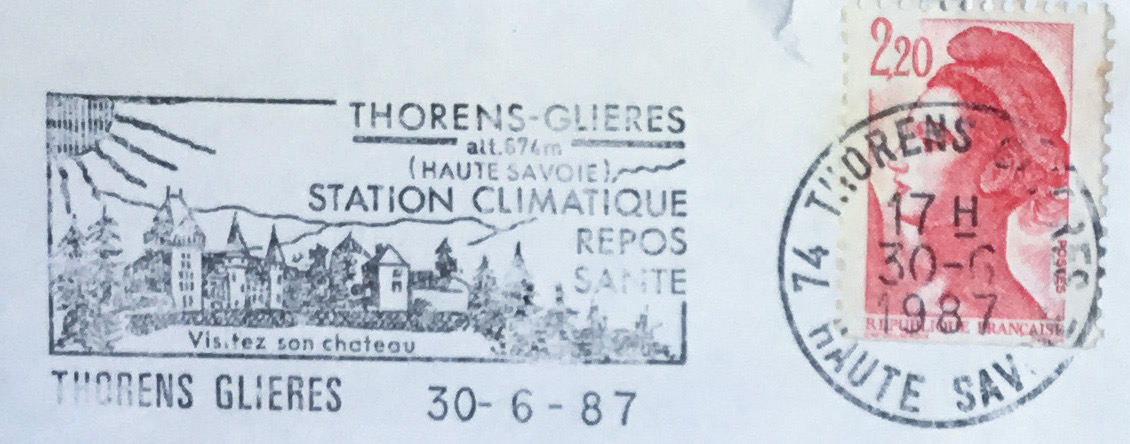 THORENS-GLIERES
alt.674m
(HAUTE SAVOIE)
STATION CLIMATIQUE
REPOS
SANTE
Visitez son chateau
THORENS GLIERES
30-6-87
2,20
POSTES
REPUBLIQUE FRANCAISE
74 THORENS
17 H
30-6
1987
HAUTE SAV.